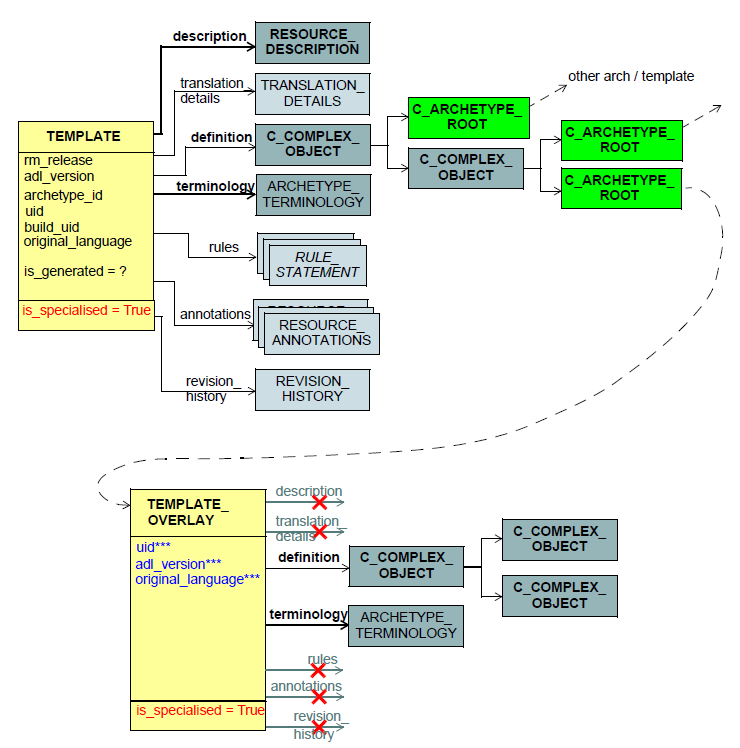 description
RESOURCE_
DESCRIPTION
translation
details
TRANSLATION_
DETAILS
other arch / template
C_ARCHETYPE_
ROOT
TEMPLATE
definition
C_COMPLEX_
OBJECT
C_ARCHETYPE_
ROOT
C_COMPLEX_
OBJECT
C_ARCHETYPE_
ROOT
rm_release
adl_version
archetype_id
uid
build_uid
original_language
is_generated = ?
is_specialised = True
terminology
ARCHETYPE_
TERMINOLOGY
rules
RULE_
STATEMENT
annotations
RESOURCE_
RESOURCE_
ANNOTATIONS
revision_
history
REVISION_
HISTORY
TEMPLATE_
OVERLAY
uid***
adl_version***
original_language***
is_specialised = True
description
translation_
details
definition
C_COMPLEX_
OBJECT
C_COMPLEX_
OBJECT
C_COMPLEX_
OBJECT
terminology
ARCHETYPE_
TERMINOLOGY
rules
annotations
revision_
history